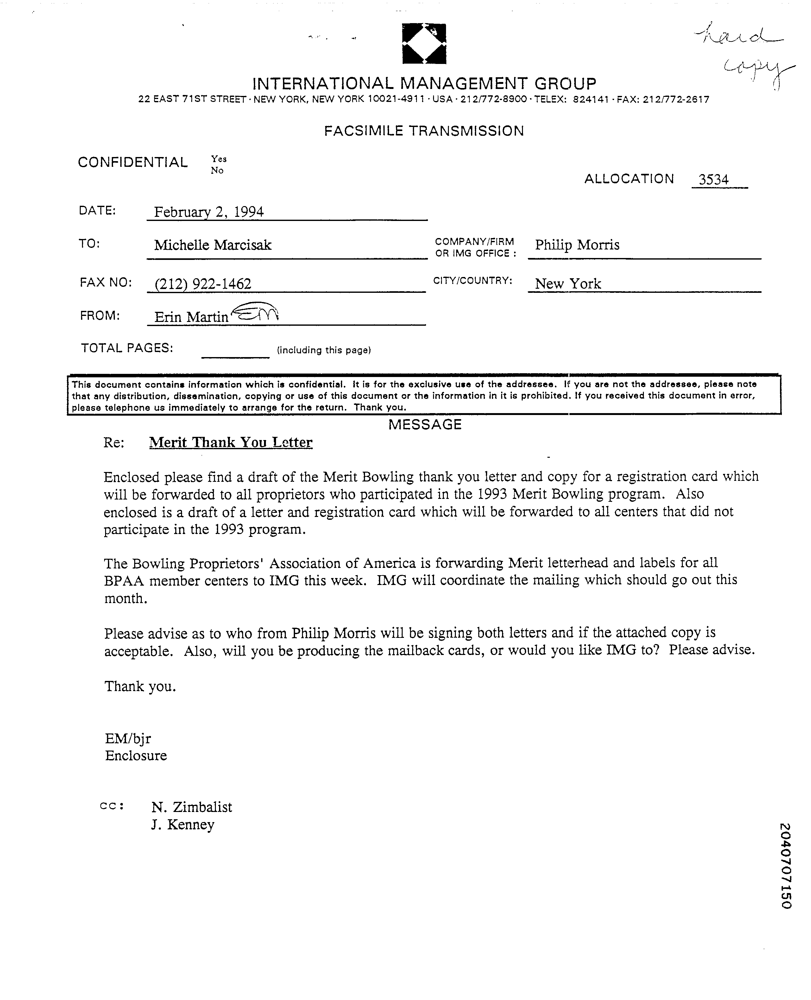 hard
copy
INTERNATIONAL MANAGEMENT GROUP
22 EAST 71ST STREET · NEW YORK, NEW YORK 10021-4911 · USA · 212/772-8900 · TELEX: 824141 · FAX: 212/772-2617
FACSIMILE TRANSMISSION
CONFIDENTIAL Yes
No
ALLOCATION 3534
DATE: February 2, 1994
TO: Michelle Marcisak COMPANY/FIRM OR IMG OFFICE : Philip Morris
FAX NO: (212) 922-1462 CITY/COUNTRY: New York
FROM: Erin Martin EM
TOTAL PAGES: (including this page)
This document contains information which is confidential. It is for the exclusive use of the addressee. If you are not the addressee, please note
that any distribution, dissemination, copying or use of this document or the information in it is prohibited. If you received this document in error,
please telephone us immediately to arrange for the return. Thank you.
MESSAGE
Re: Merit Thank You Letter
Enclosed please find a draft of the Merit Bowling thank you letter and copy for a registration card which
will be forwarded to all proprietors who participated in the 1993 Merit Bowling program. Also
enclosed is a draft of a letter and registration card which will be forwarded to all centers that did not
participate in the 1993 program.
The Bowling Proprietors' Association of America is forwarding Merit letterhead and labels for all
BPAA member centers to IMG this week. IMG will coordinate the mailing which should go out this
month.
Please advise as to who from Philip Morris will be signing both letters and if the attached copy is
acceptable. Also, will you be producing the mailback cards, or would you like IMG to? Please advise.
Thank you.
EM/bjr
Enclosure
cc: N. Zimbalist
J. Kenney
2040707150